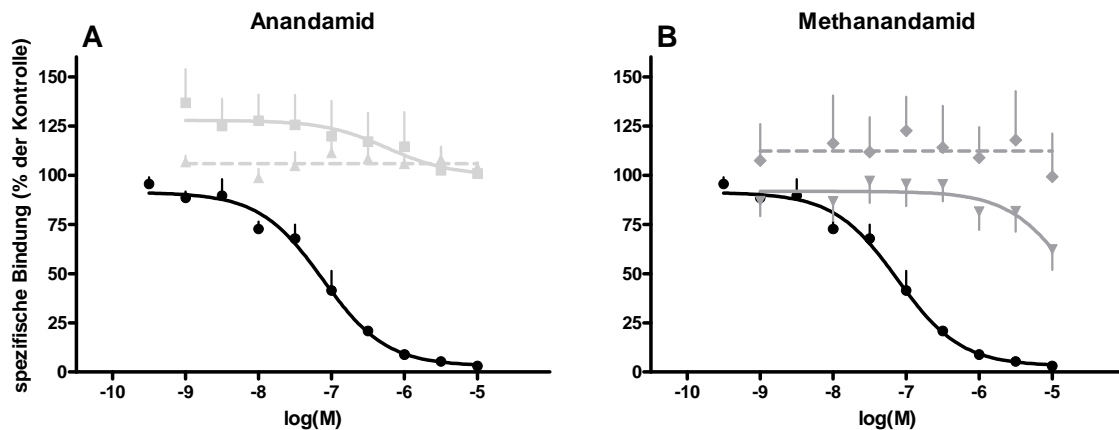 A
Anandamid
spezifische Bindung (% der Kontrolle)
150
125
100
75
50
25
0
-10 -9 -8 -7 -6 -5
log(M)
B
Methanandamid
150
125
100
75
50
25
0
-10 -9 -8 -7 -6 -5
log(M)